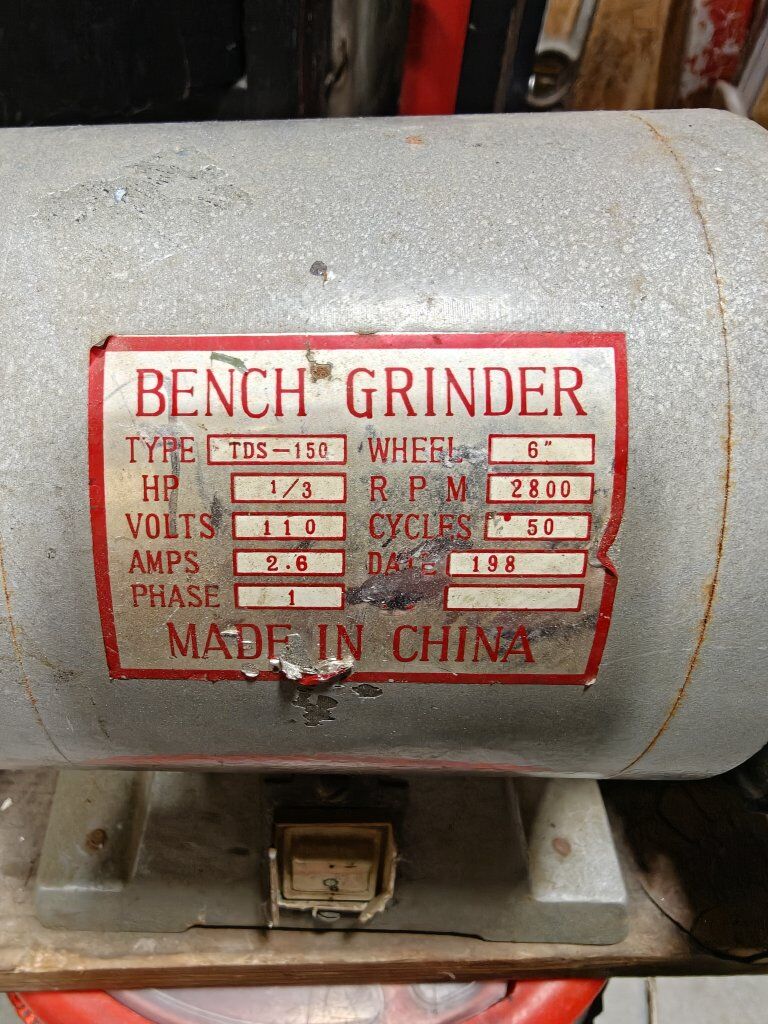 BENCH GRINDER
TYPE TDS-150 WHEEL 6"
HP 1/3 R P M 2800
VOLTS 110 CYCLES 50
AMPS 2.6 DATE 198
PHASE 1
MADE IN CHINA